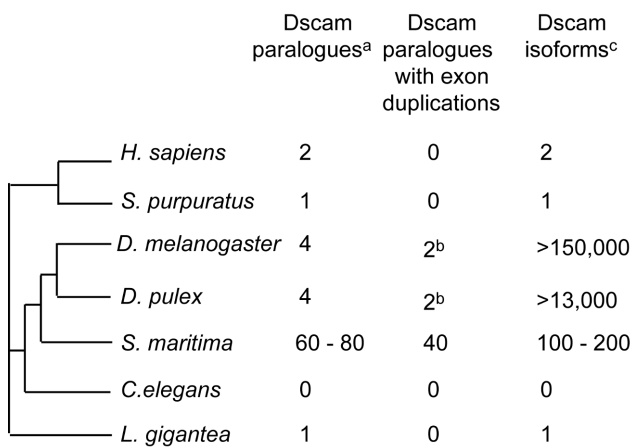 Dscam Dscam Dscam
paraloguesᵃ paralogues isoformsᶜ
with exon
duplications
H. sapiens 2 0 2
S. purpuratus 1 0 1
D. melanogaster 4 2ᵇ >150,000
D. pulex 4 2ᵇ >13,000
S. maritima 60 - 80 40 100 - 200
C.elegans 0 0 0
L. gigantea 1 0 1